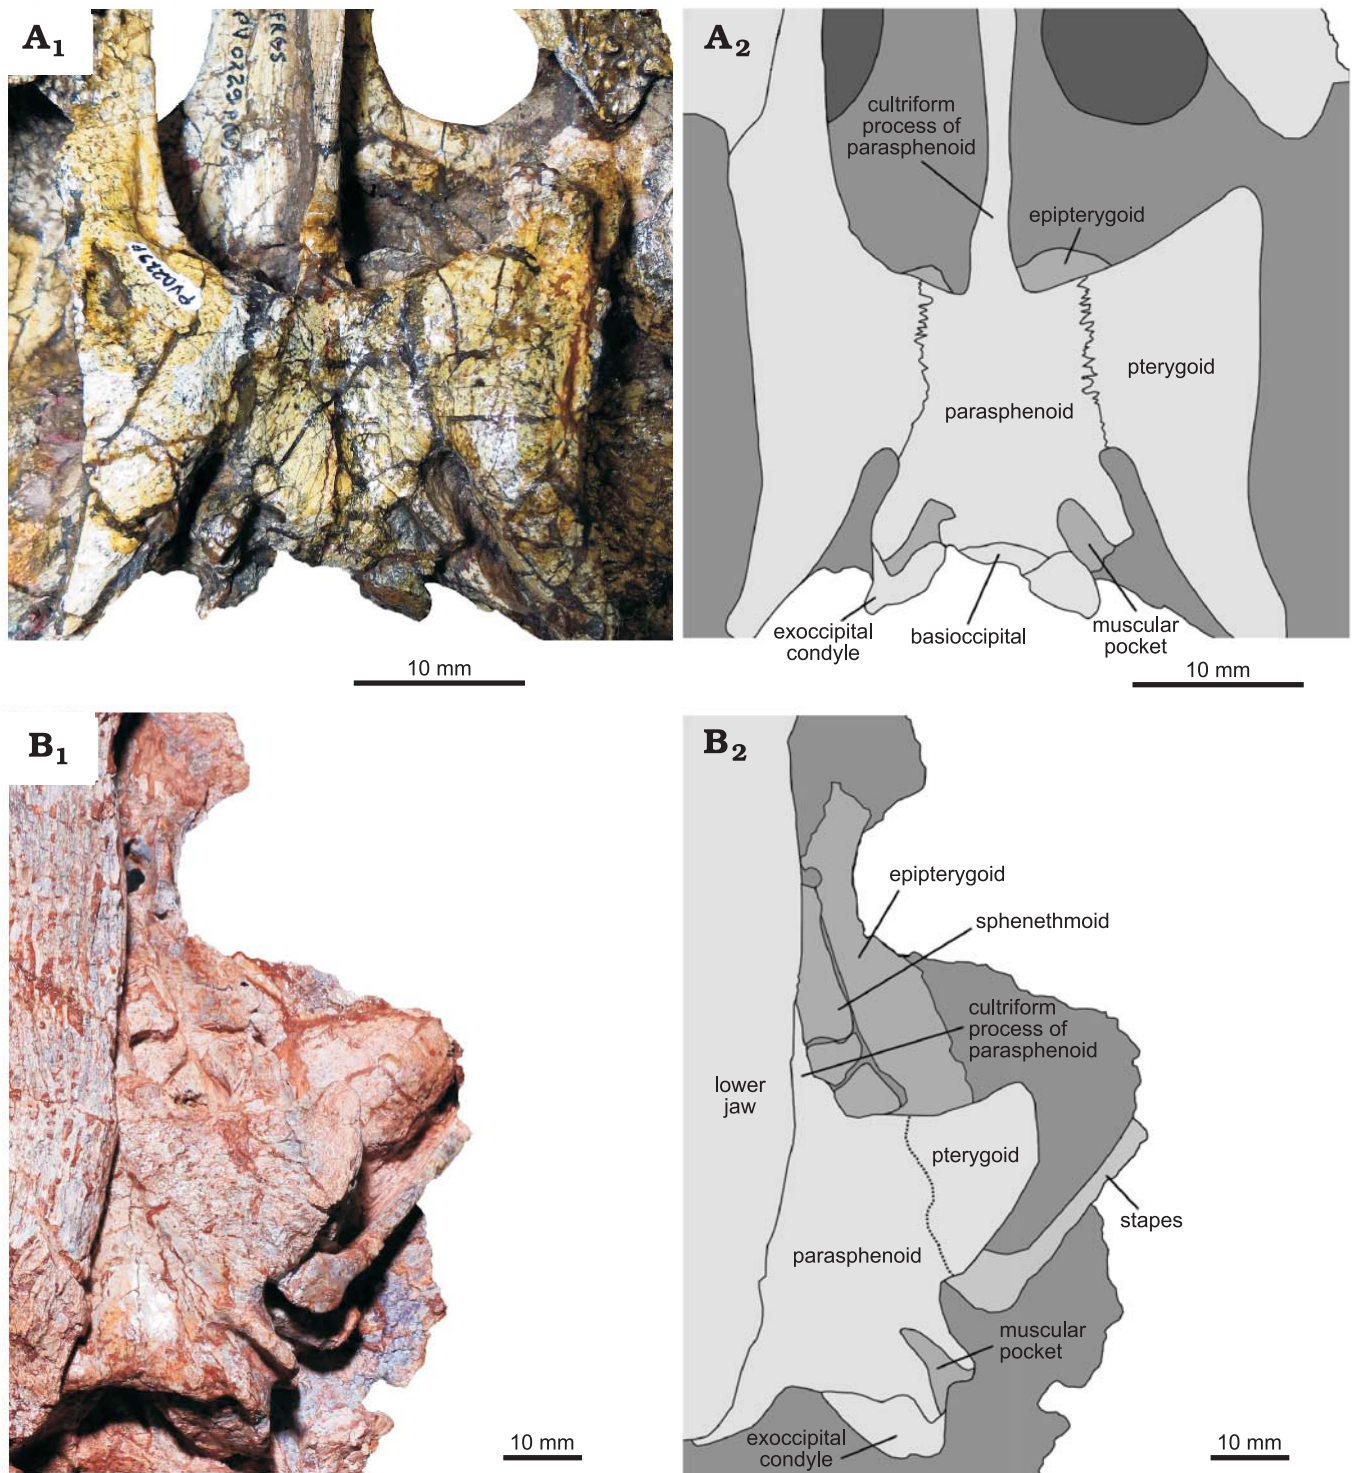 A1
UFRGS
PV0229P
A2
cultriform
process of
parasphenoid
epipterygoid
pterygoid
parasphenoid
exoccipital
condyle
basioccipital
muscular
pocket
10 mm
10 mm
B1
B2
epipterygoid
sphenethmoid
cultriform
process of
parasphenoid
lower
jaw
pterygoid
stapes
parasphenoid
muscular
pocket
exoccipital
condyle
10 mm
10 mm